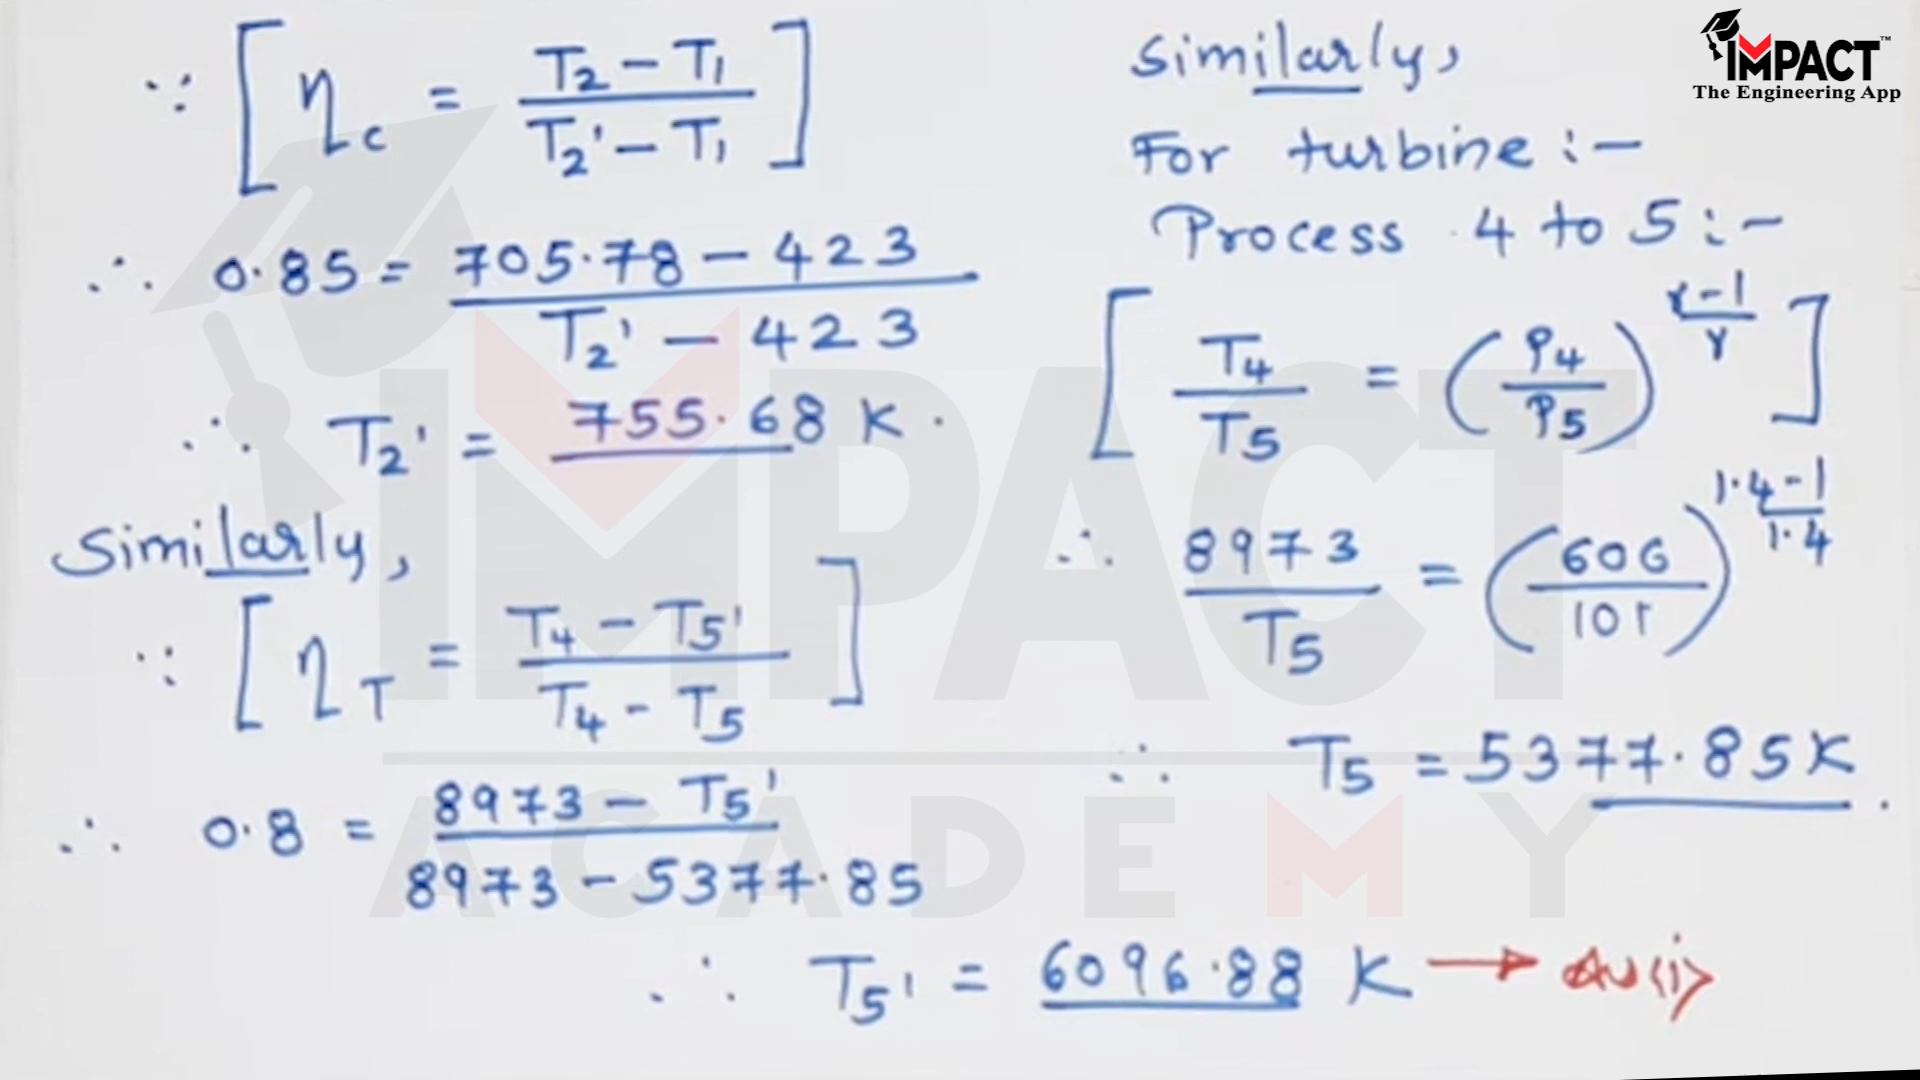 ∵ [ η_c = (T2 - T1) / (T2' - T1) ]
∴ 0.85 = (705.78 - 423) / (T2' - 423)
∴ T2' = 755.68 K.
Similarly,
∵ [ η_T = (T4 - T5') / (T4 - T5) ]
∴ 0.8 = (8973 - T5') / (8973 - 5377.85)
∴ T5' = 6096.88 K → Ans(i)
Similarly,
For turbine :-
Process 4 to 5 :-
[ T4 / T5 = (P4 / P5)^((γ-1)/γ) ]
∴ 8973 / T5 = (606 / 101)^((1.4-1)/1.4)
∴ T5 = 5377.85 K.
IMPACT™
The Engineering App
IMPACT
ACADEMY